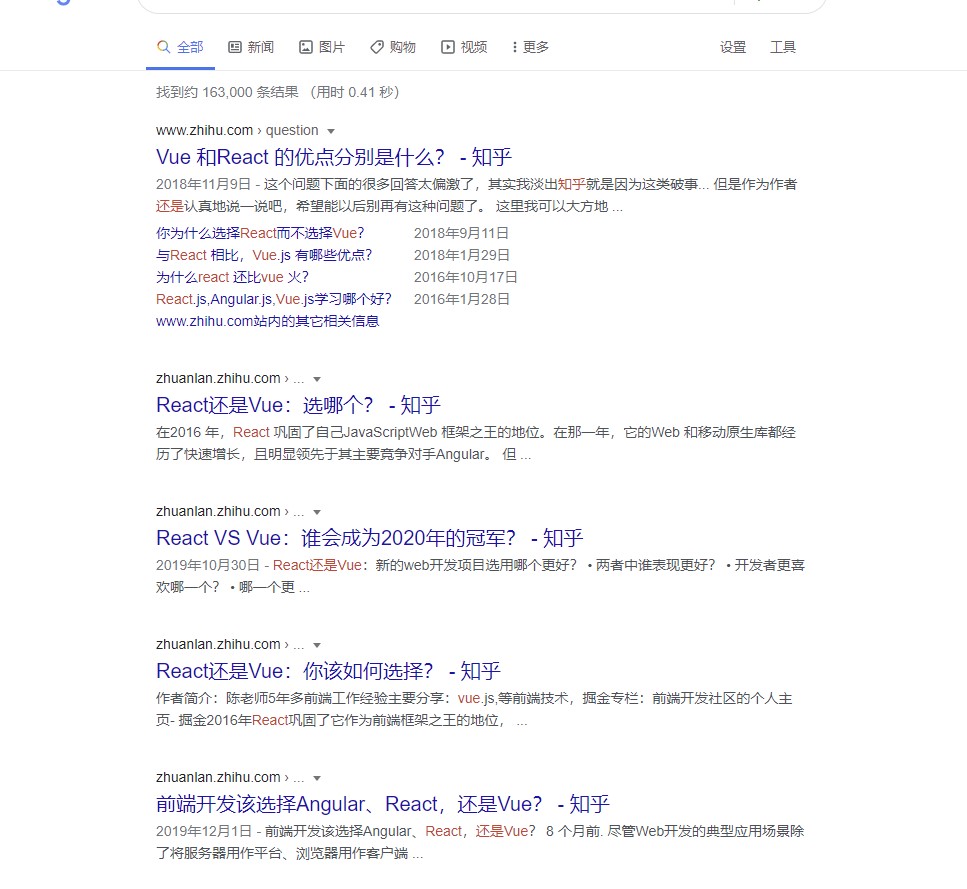 全部 新闻 图片 购物 视频 更多 设置 工具
找到约 163,000 条结果 （用时 0.41 秒）
www.zhihu.com › question
Vue 和React 的优点分别是什么？ - 知乎
2018年11月9日 - 这个问题下面的很多回答太偏激了，其实我淡出知乎就是因为这类破事... 但是作为作者
还是认真地说一说吧，希望能以后别再有这种问题了。 这里我可以大方地 ...
你为什么选择React而不选择Vue？ 2018年9月11日
与React 相比，Vue.js 有哪些优点？ 2018年1月29日
为什么react 还比vue 火？ 2016年10月17日
React.js,Angular.js,Vue.js学习哪个好？ 2016年1月28日
www.zhihu.com站内的其它相关信息
zhuanlan.zhihu.com › ...
React还是Vue：选哪个？ - 知乎
在2016 年，React 巩固了自己JavaScriptWeb 框架之王的地位。在那一年，它的Web 和移动原生库都经
历了快速增长，且明显领先于其主要竞争对手Angular。 但 ...
zhuanlan.zhihu.com › ...
React VS Vue：谁会成为2020年的冠军？ - 知乎
2019年10月30日 - React还是Vue：新的web开发项目选用哪个更好？ • 两者中谁表现更好？ • 开发者更喜
欢哪一个？ • 哪一个更 ...
zhuanlan.zhihu.com › ...
React还是Vue：你该如何选择？ - 知乎
作者简介：陈老师5年多前端工作经验主要分享：vue.js,等前端技术，掘金专栏：前端开发社区的个人主
页- 掘金2016年React巩固了它作为前端框架之王的地位， ...
zhuanlan.zhihu.com › ...
前端开发该选择Angular、React，还是Vue？ - 知乎
2019年12月1日 - 前端开发该选择Angular、React，还是Vue？ 8 个月前. 尽管Web开发的典型应用场景除
了将服务器用作平台、浏览器用作客户端 ...